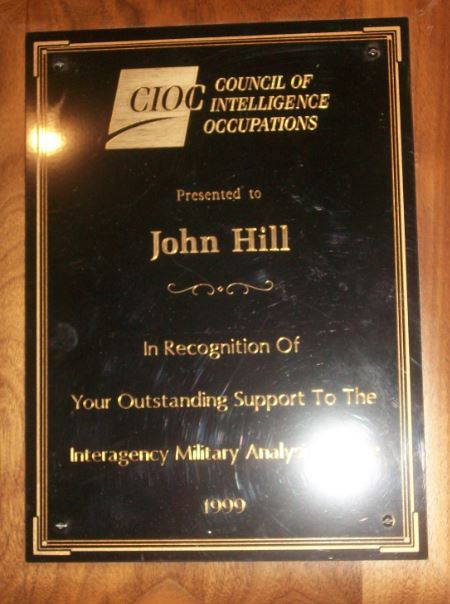 CIOC COUNCIL OF
INTELLIGENCE
OCCUPATIONS
Presented to
John Hill
In Recognition Of
Your Outstanding Support To The
Interagency Military
1999